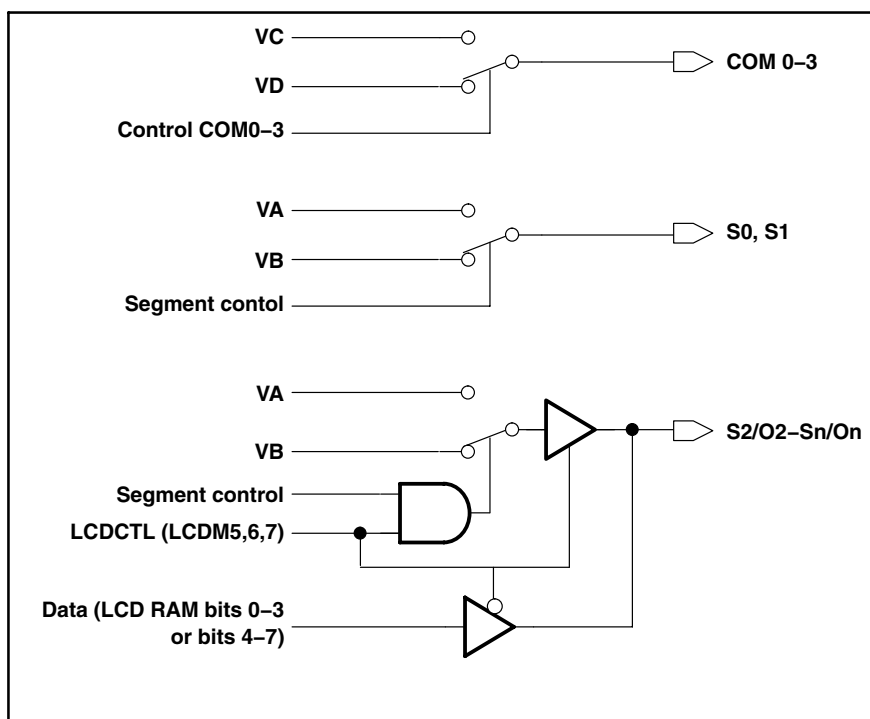 VC
COM 0–3
VD
Control COM0–3
VA
S0, S1
VB
Segment contol
VA
S2/O2–Sn/On
VB
Segment control
LCDCTL (LCDM5,6,7)
Data (LCD RAM bits 0–3
or bits 4–7)